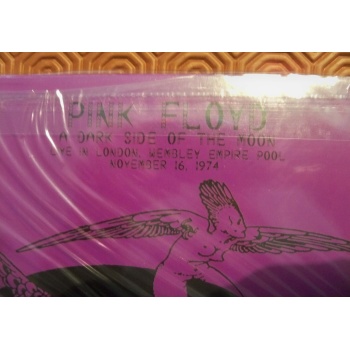 PINK FLOYD
A DARK SIDE OF THE MOON
LIVE IN LONDON, WEMBLEY EMPIRE POOL
NOVEMBER 16, 1974